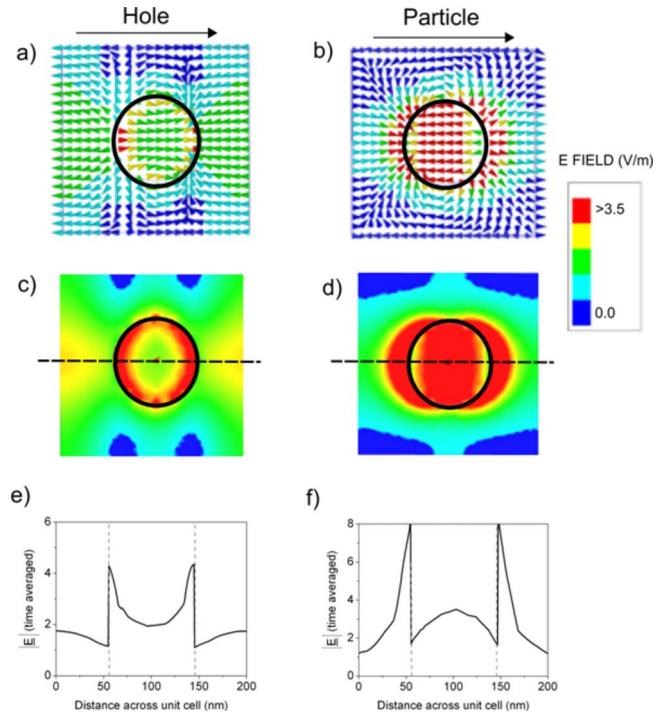 Hole
Particle
a)
b)
E FIELD (V/m)
>3.5
0.0
c)
d)
e)
f)
6
4
2
0
|E| (time averaged)
0 50 100 150 200
Distance across unit cell (nm)
8
6
4
2
0
|E| (time averaged)
0 50 100 150 200
Distance across unit cell (nm)